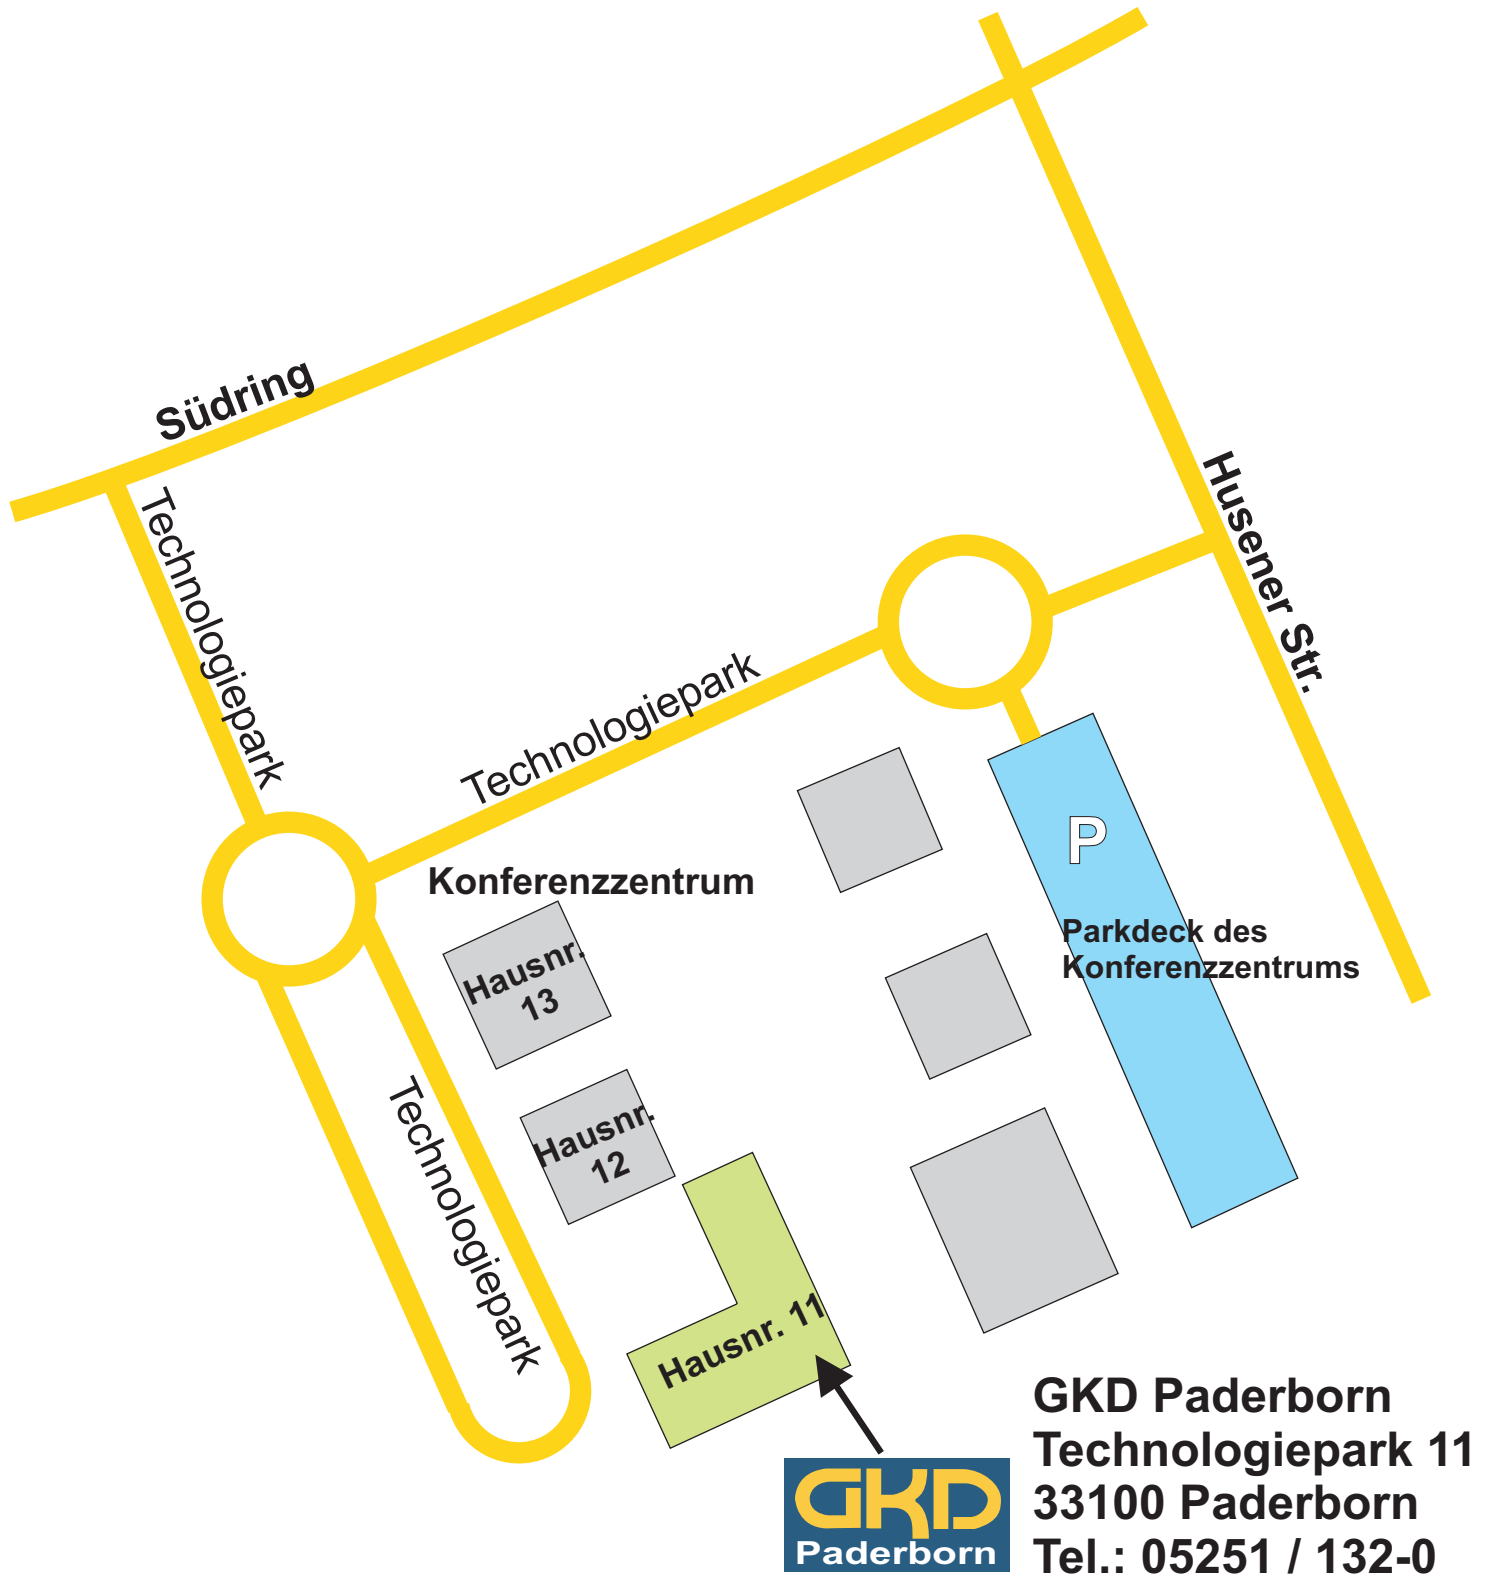 Südring
Husener Str.
Technologiepark
Technologiepark
P
Konferenzzentrum
Parkdeck des
Konferenzzentrums
Hausnr.
13
Technologiepark
Hausnr.
12
Hausnr. 11
GKD Paderborn
Technologiepark 11
33100 Paderborn
Tel.: 05251 / 132-0
GKD
Paderborn